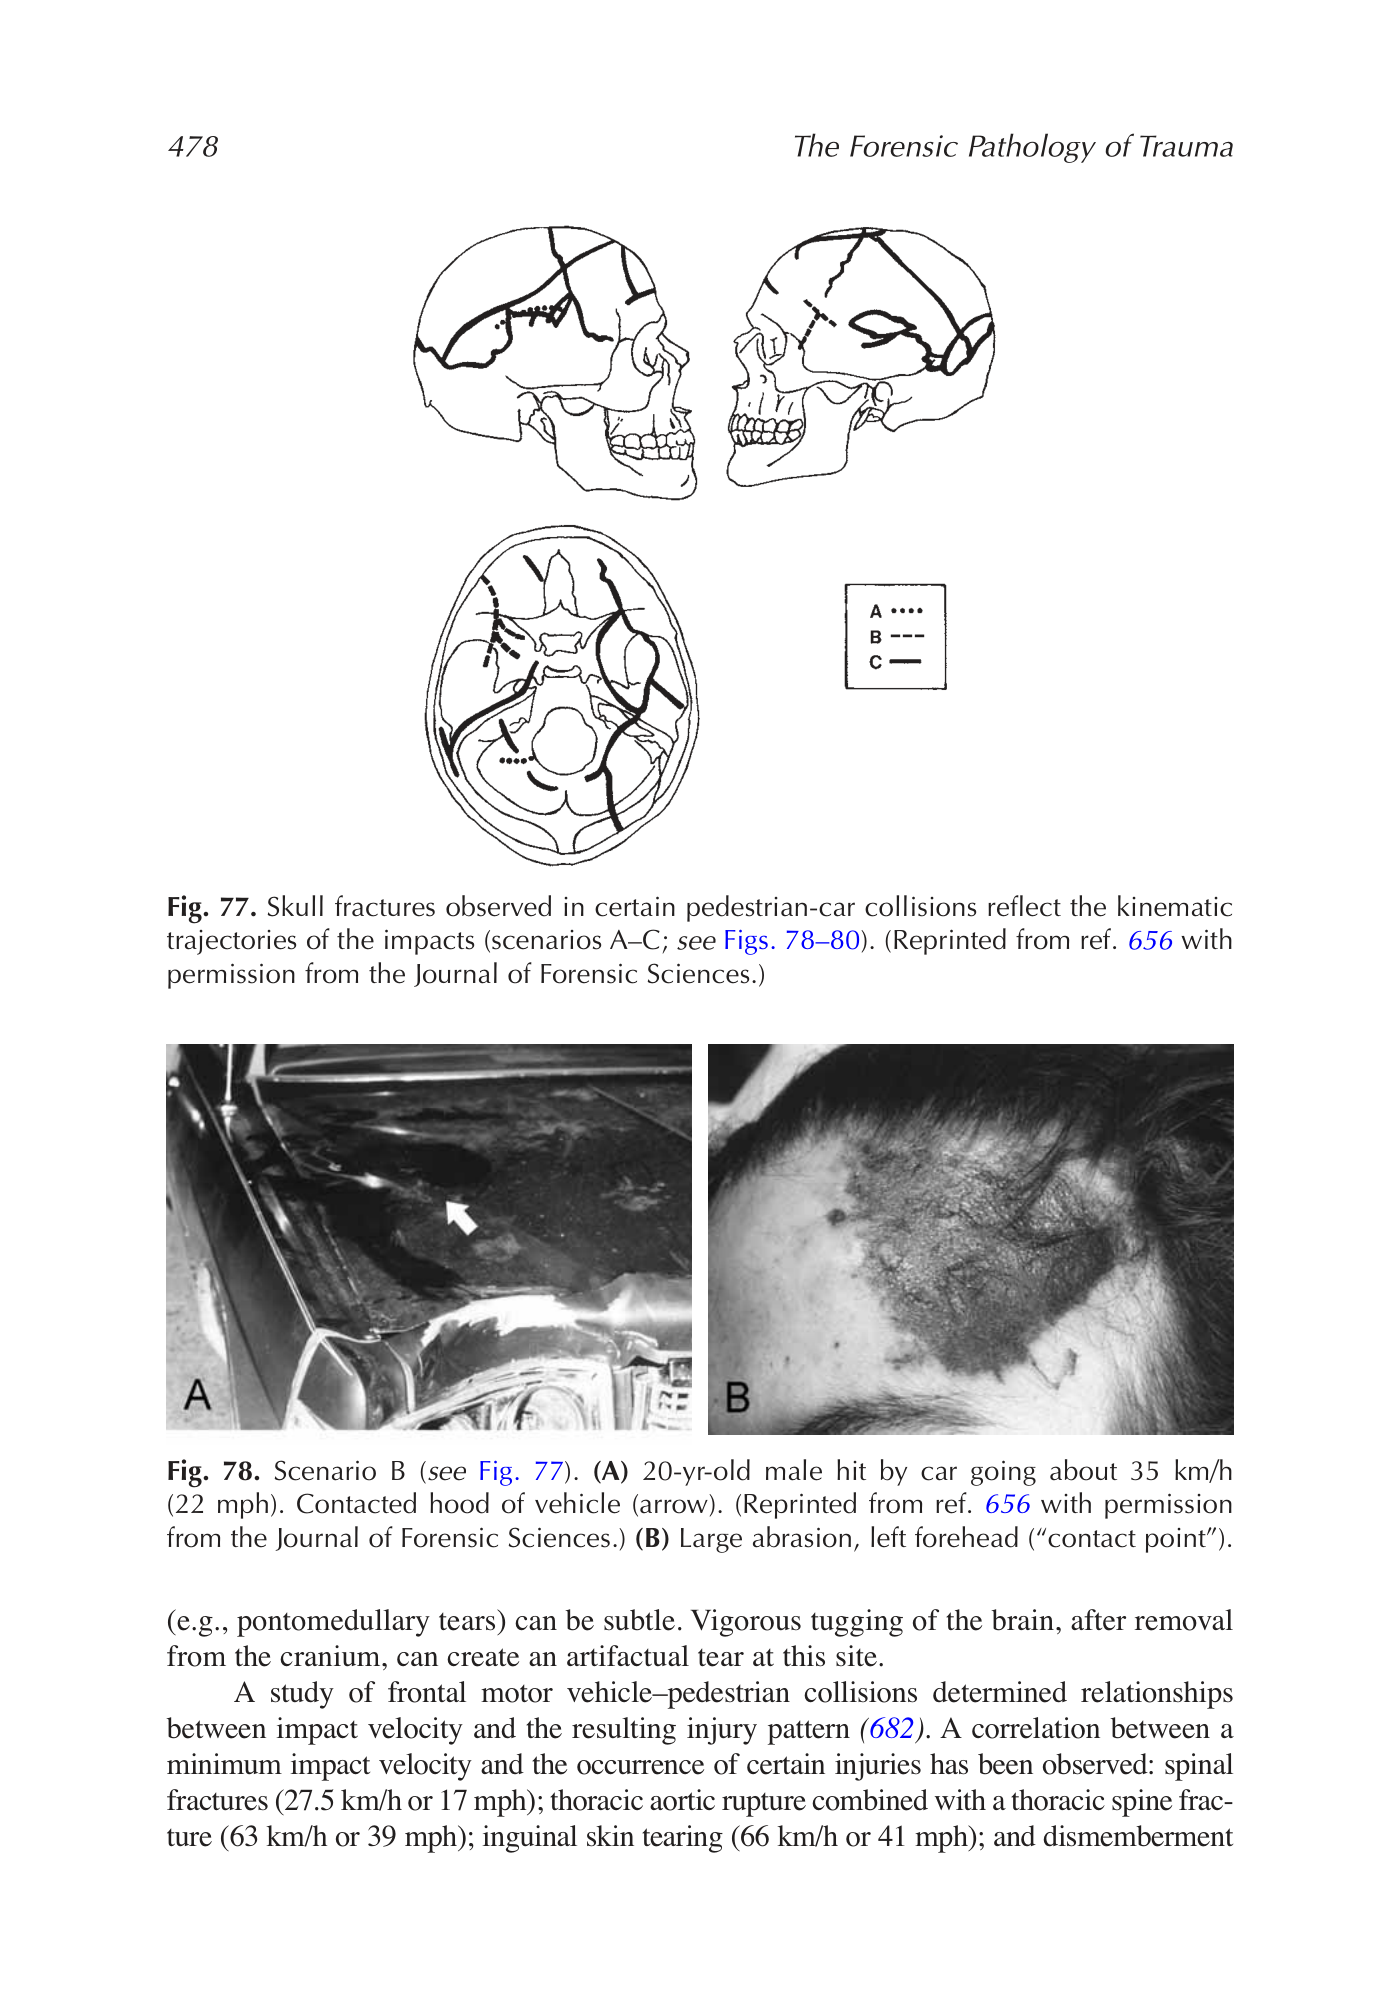 478
The Forensic Pathology of Trauma
A
B
C
Fig. 77. Skull fractures observed in certain pedestrian-car collisions reflect the kinematic
trajectories of the impacts (scenarios A–C; see Figs. 78–80). (Reprinted from ref. 656 with
permission from the Journal of Forensic Sciences.)
A
B
Fig. 78. Scenario B (see Fig. 77). (A) 20-yr-old male hit by car going about 35 km/h
(22 mph). Contacted hood of vehicle (arrow). (Reprinted from ref. 656 with permission
from the Journal of Forensic Sciences.) (B) Large abrasion, left forehead (“contact point”).
(e.g., pontomedullary tears) can be subtle. Vigorous tugging of the brain, after removal
from the cranium, can create an artifactual tear at this site.
A study of frontal motor vehicle–pedestrian collisions determined relationships
between impact velocity and the resulting injury pattern (682). A correlation between a
minimum impact velocity and the occurrence of certain injuries has been observed: spinal
fractures (27.5 km/h or 17 mph); thoracic aortic rupture combined with a thoracic spine frac-
ture (63 km/h or 39 mph); inguinal skin tearing (66 km/h or 41 mph); and dismemberment